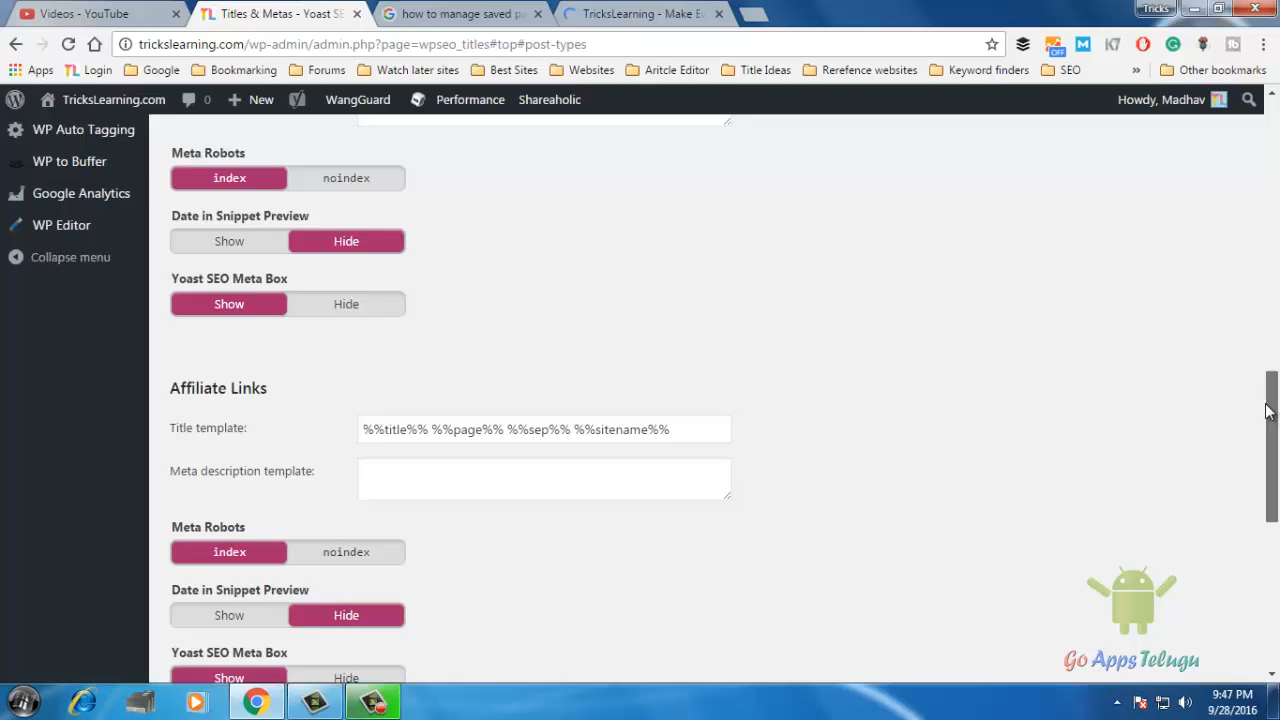 Videos - YouTube
Titles & Metas - Yoast SE
how to manage saved pa
TricksLearning - Make Ev
Tricks
trickslearning.com/wp-admin/admin.php?page=wpseo_titles#top#post-types
OFF
Apps
Login
Google
Bookmarking
Forums
Watch later sites
Best Sites
Websites
Aritcle Editor
Title Ideas
Rerefence websites
Keyword finders
SEO
»
Other bookmarks
TricksLearning.com
0
New
WangGuard
Performance
Shareaholic
Howdy, Madhav
WP Auto Tagging
WP to Buffer
Google Analytics
WP Editor
Collapse menu
Meta Robots
index noindex
Date in Snippet Preview
Show Hide
Yoast SEO Meta Box
Show Hide
Affiliate Links
Title template: %%title%% %%page%% %%sep%% %%sitename%%
Meta description template:
Meta Robots
index noindex
Date in Snippet Preview
Show Hide
Yoast SEO Meta Box
Show Hide
Go AppsTelugu
9:47 PM
9/28/2016